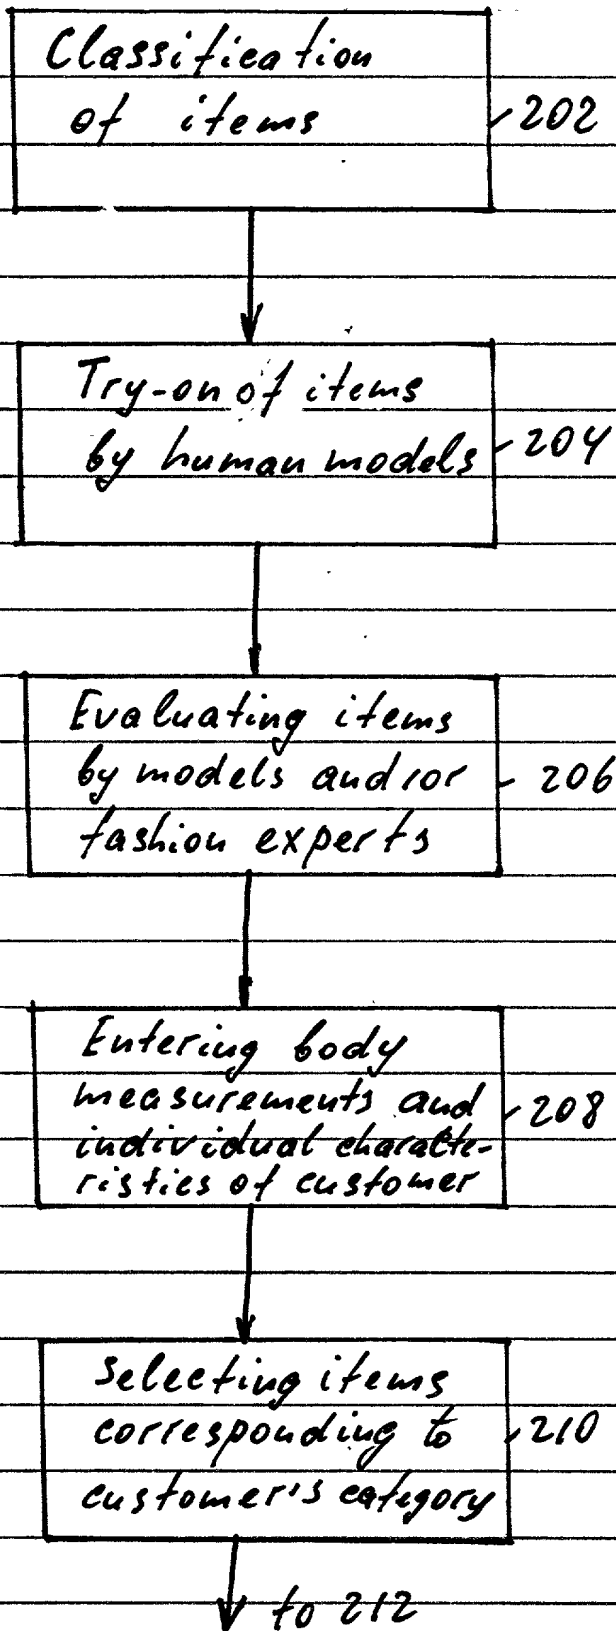 Classification
of items
202
Try-on of items
by human models
204
Evaluating items
by models and/or
fashion experts
206
Entering body
measurements and
individual characte-
ristics of customer
208
Selecting items
corresponding to
customer's category
210
to 212